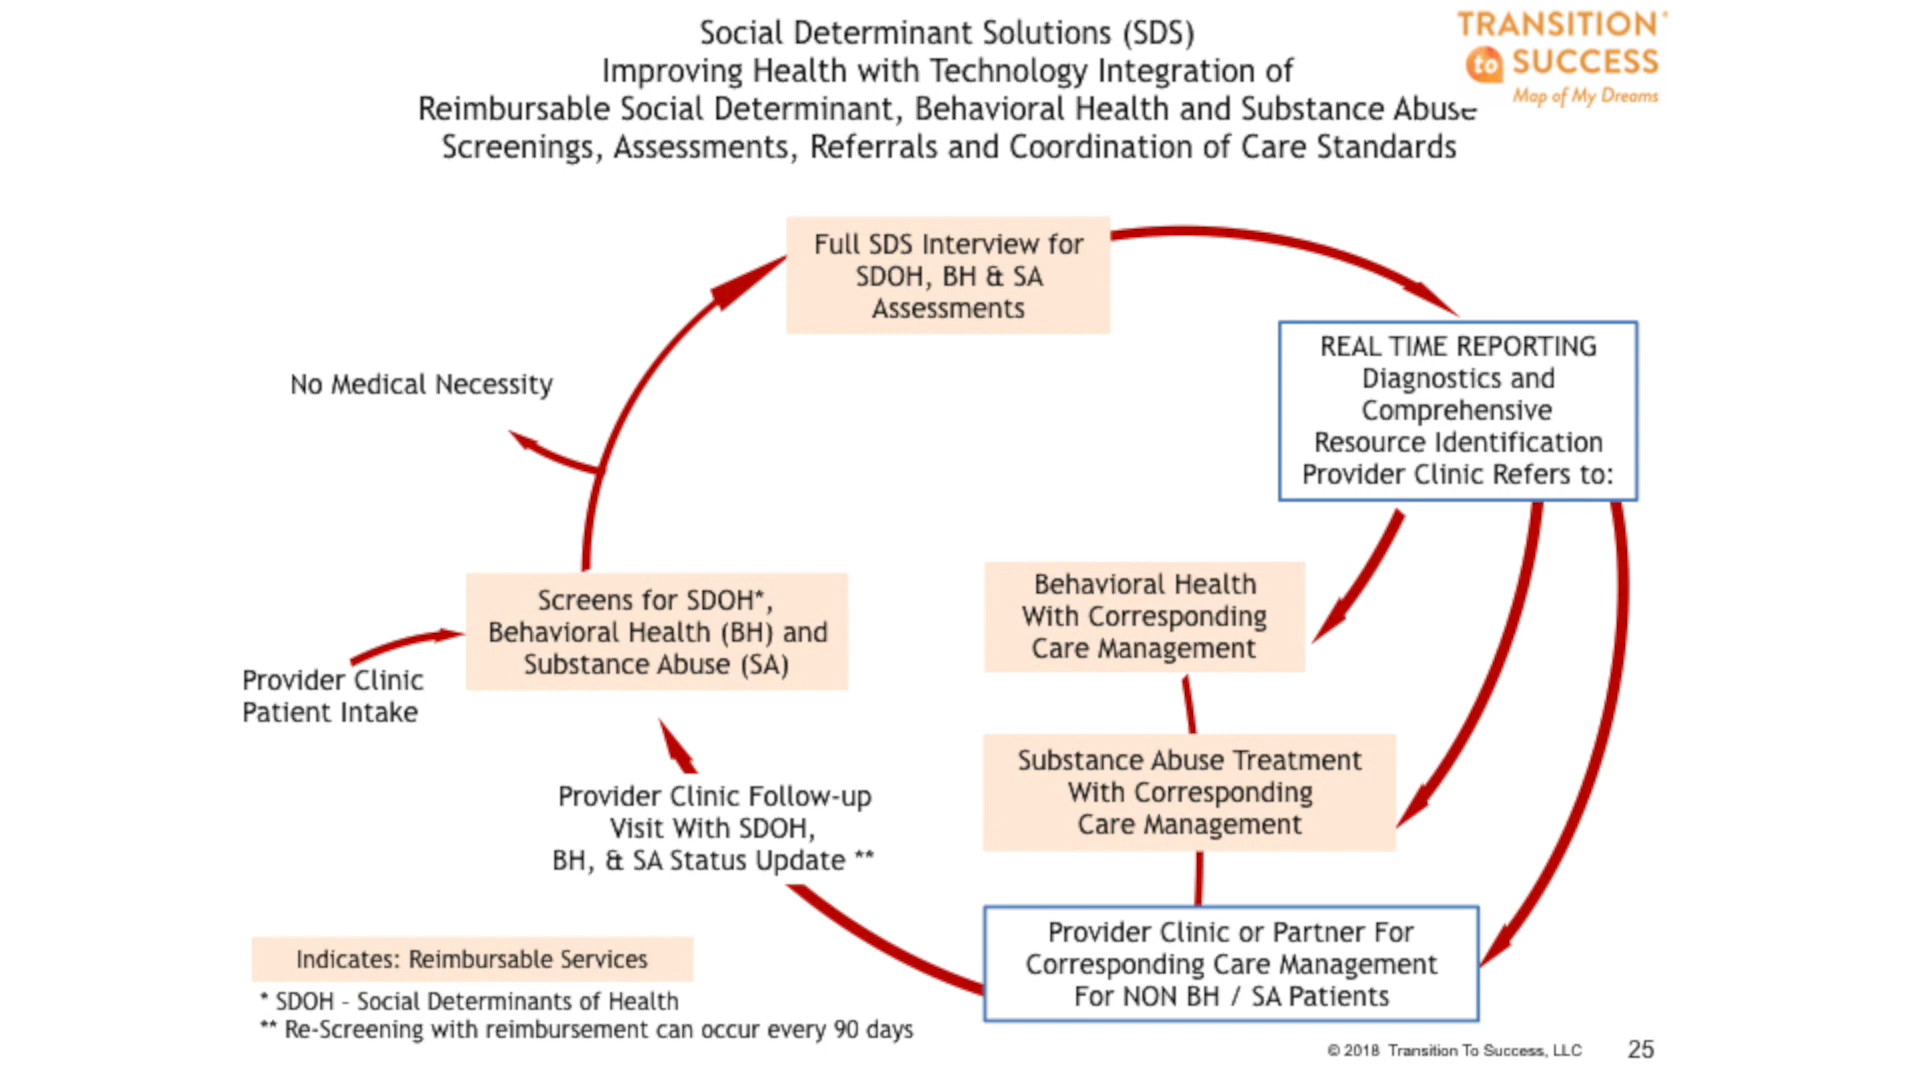 Social Determinant Solutions (SDS)
Improving Health with Technology Integration of
Reimbursable Social Determinant, Behavioral Health and Substance Abuse
Screenings, Assessments, Referrals and Coordination of Care Standards
TRANSITION
to SUCCESS
Map of My Dreams
Full SDS Interview for
SDOH, BH & SA
Assessments
REAL TIME REPORTING
Diagnostics and
Comprehensive
Resource Identification
Provider Clinic Refers to:
No Medical Necessity
Screens for SDOH*,
Behavioral Health (BH) and
Substance Abuse (SA)
Provider Clinic
Patient Intake
Behavioral Health
With Corresponding
Care Management
Substance Abuse Treatment
With Corresponding
Care Management
Provider Clinic Follow-up
Visit With SDOH,
BH, & SA Status Update **
Provider Clinic or Partner For
Corresponding Care Management
For NON BH / SA Patients
Indicates: Reimbursable Services
* SDOH - Social Determinants of Health
** Re-Screening with reimbursement can occur every 90 days
© 2018 Transition To Success, LLC
25